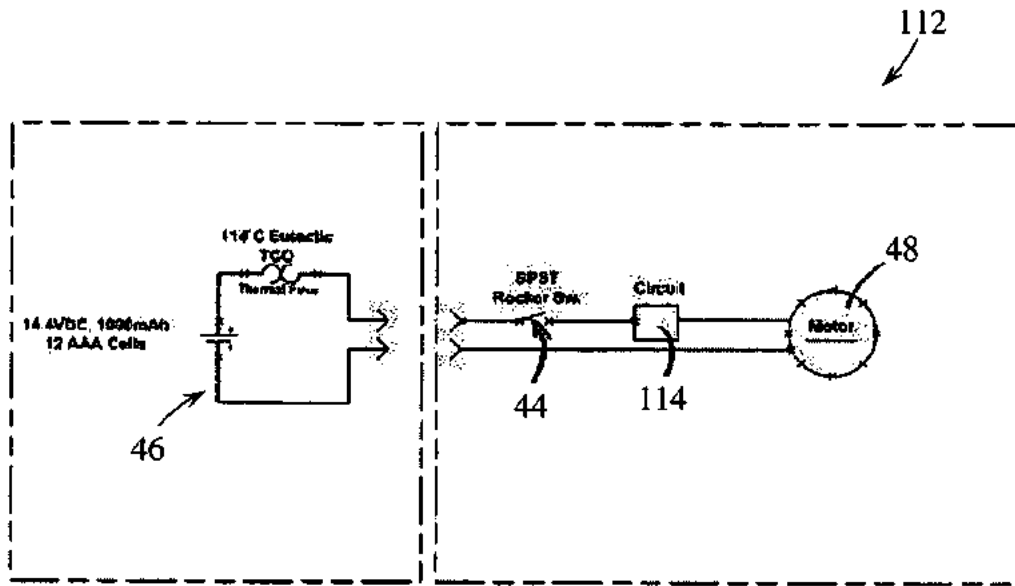 112
C Eutectic
TCO
Thermal Fuse
14.4VDC, 1000mAh
12 AAA Cells
46
SPST
Rocker Sw.
44
Circuit
114
48
Motor